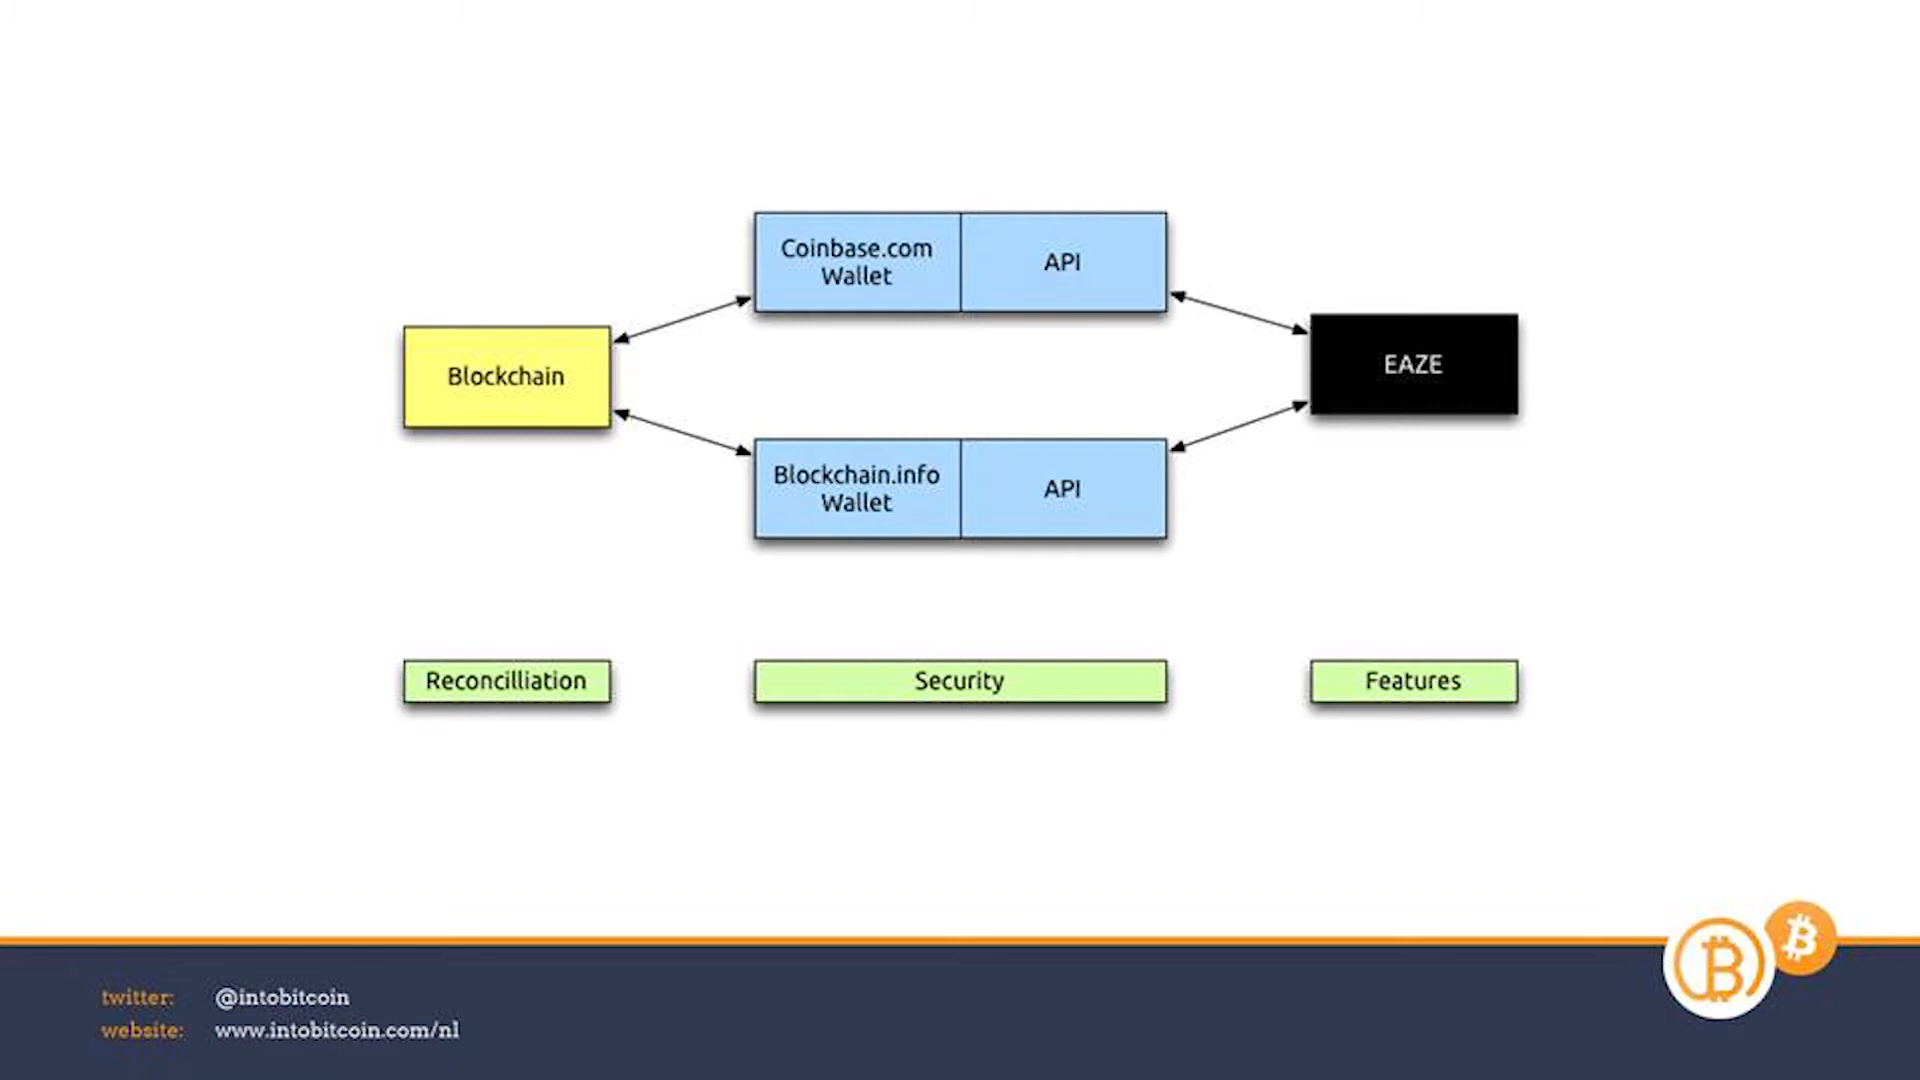 Coinbase.com
Wallet
API
Blockchain
EAZE
Blockchain.info
Wallet
API
Reconcilliation
Security
Features
twitter: @intobitcoin
website: www.intobitcoin.com/nl